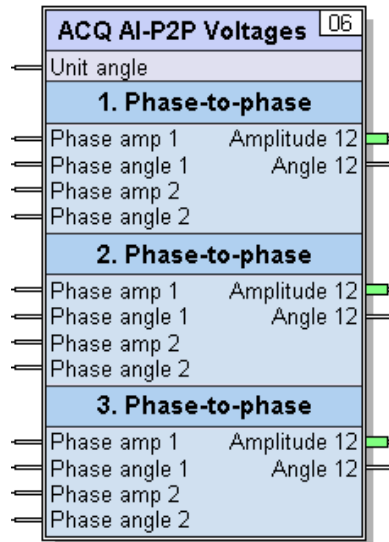 ACQ AI-P2P Voltages 06
Unit angle
1. Phase-to-phase
Phase amp 1 Amplitude 12
Phase angle 1 Angle 12
Phase amp 2
Phase angle 2
2. Phase-to-phase
Phase amp 1 Amplitude 12
Phase angle 1 Angle 12
Phase amp 2
Phase angle 2
3. Phase-to-phase
Phase amp 1 Amplitude 12
Phase angle 1 Angle 12
Phase amp 2
Phase angle 2